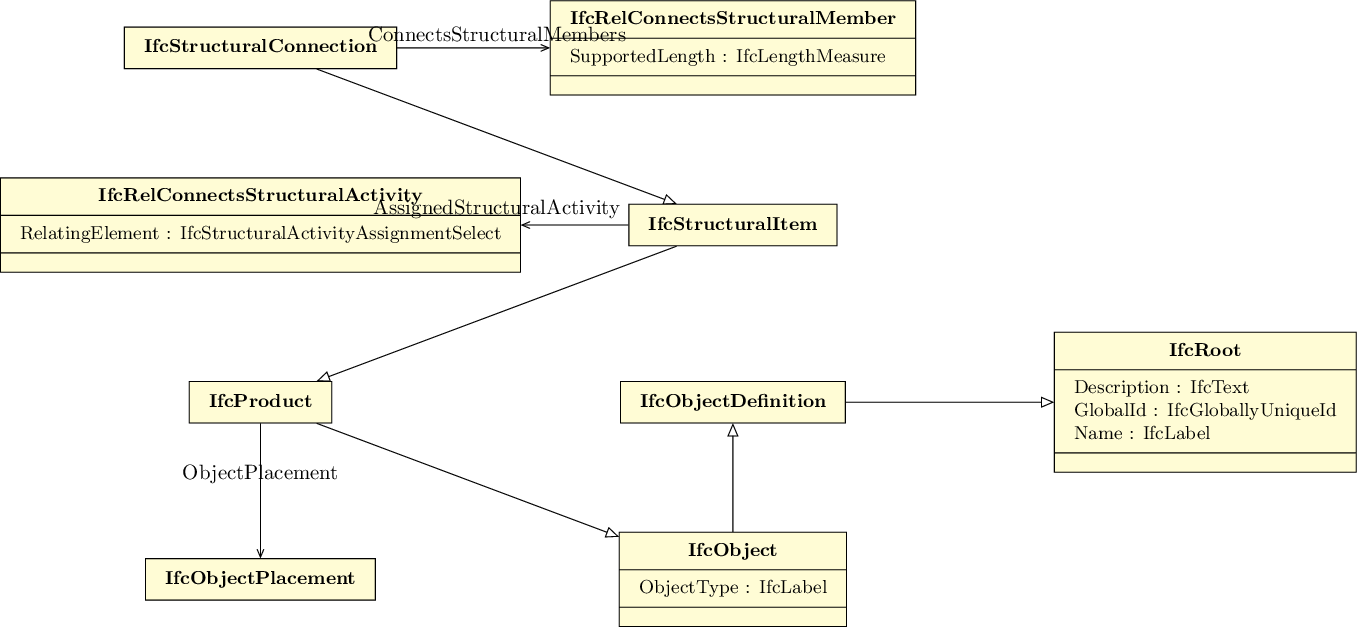 IfcRelConnectsStructuralMember
ConnectsStructuralMembers
IfcStructuralConnection
SupportedLength : IfcLengthMeasure
IfcRelConnectsStructuralActivity
AssignedStructuralActivity
IfcStructuralItem
RelatingElement : IfcStructuralActivityAssignmentSelect
IfcRoot
Description : IfcText
GlobalId : IfcGloballyUniqueId
Name : IfcLabel
IfcProduct
IfcObjectDefinition
ObjectPlacement
IfcObject
ObjectType : IfcLabel
IfcObjectPlacement